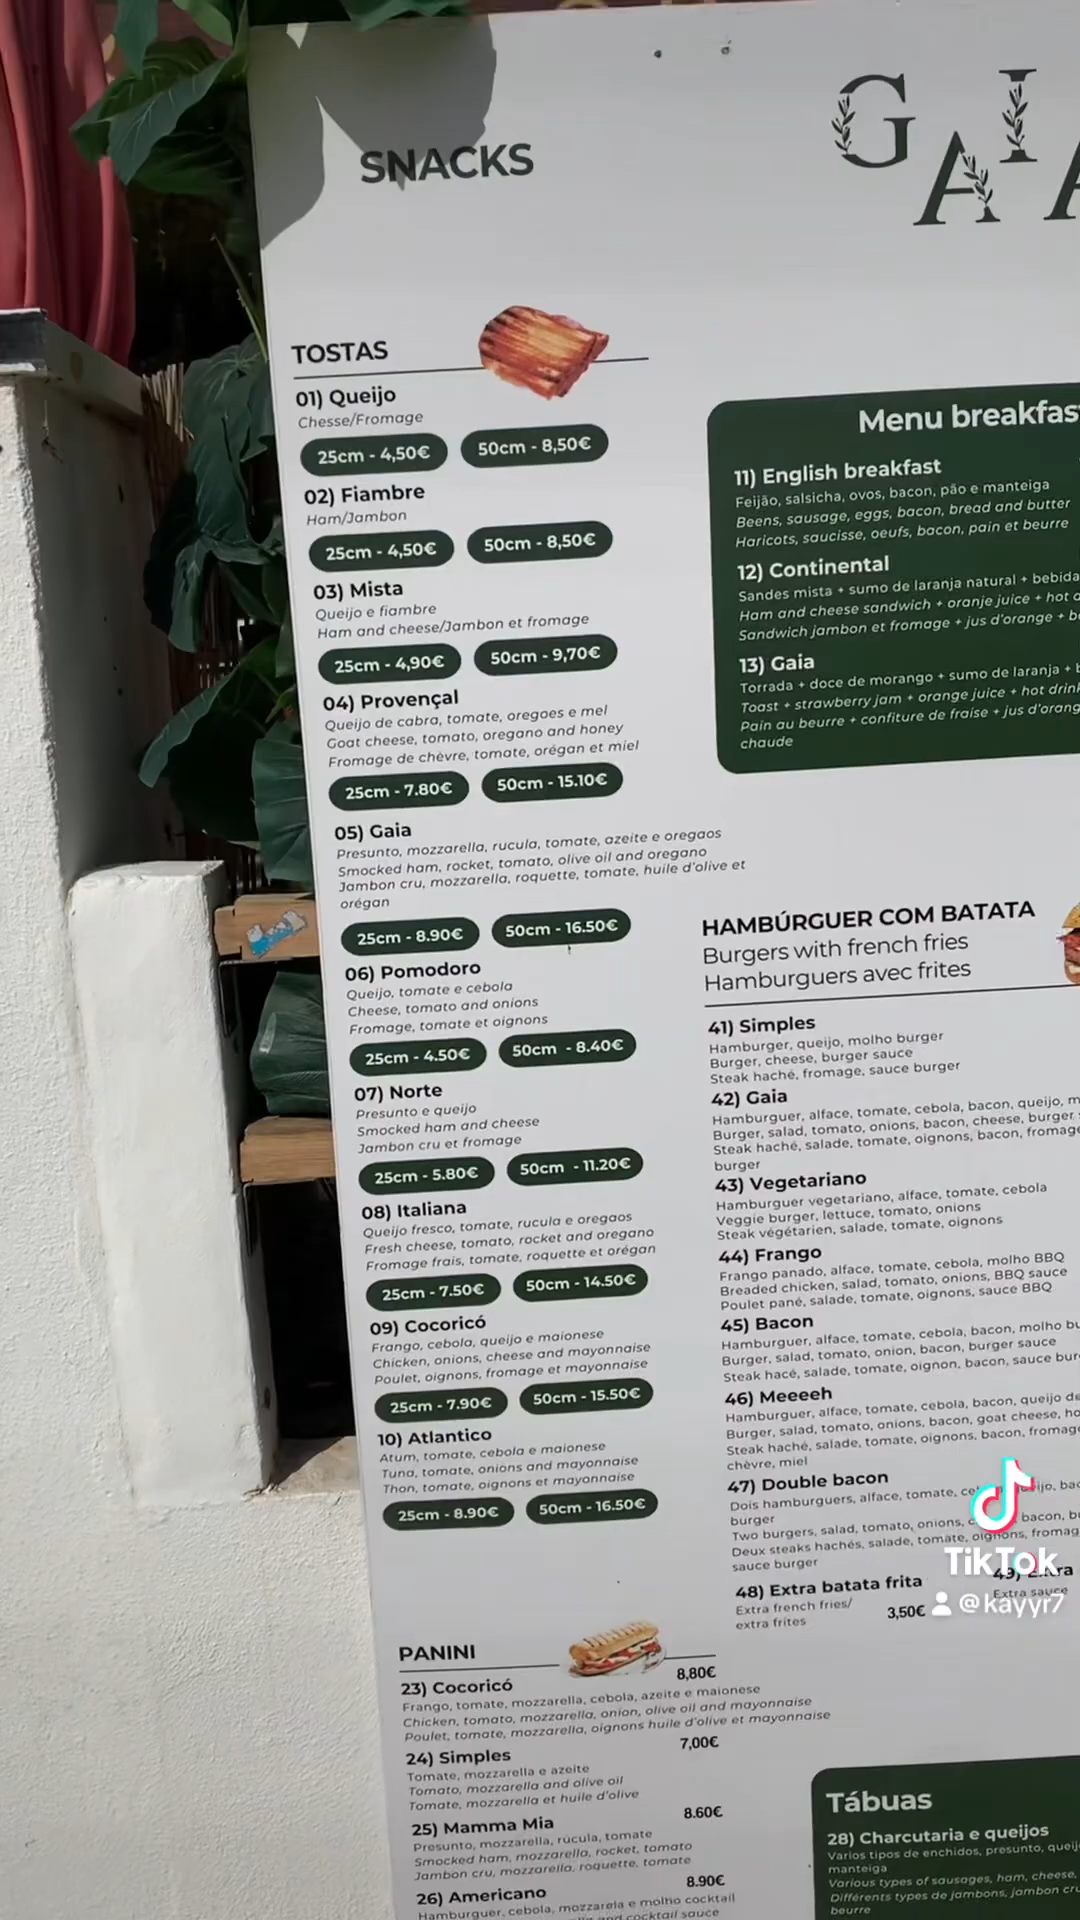 SNACKS
GAIA
TOSTAS
01) Queijo
Chesse/Fromage
25cm - 4,50€ 50cm - 8,50€
02) Fiambre
Ham/Jambon
25cm - 4,50€ 50cm - 8,50€
03) Mista
Queijo e fiambre
Ham and cheese/Jambon et fromage
25cm - 4,90€ 50cm - 9,70€
04) Provençal
Queijo de cabra, tomate, oregoes e mel
Goat cheese, tomato, oregano and honey
Fromage de chèvre, tomate, orégan et miel
25cm - 7.80€ 50cm - 15.10€
05) Gaia
Presunto, mozzarella, rucula, tomate, azeite e oregaos
Smocked ham, rocket, tomato, olive oil and oregano
Jambon cru, mozzarella, roquette, tomate, huile d'olive et
orégan
25cm - 8.90€ 50cm - 16.50€
06) Pomodoro
Queijo, tomate e cebola
Cheese, tomato and onions
Fromage, tomate et oignons
25cm - 4.50€ 50cm - 8.40€
07) Norte
Presunto e queijo
Smocked ham and cheese
Jambon cru et fromage
25cm - 5.80€ 50cm - 11.20€
08) Italiana
Queijo fresco, tomate, rucula e oregaos
Fresh cheese, tomato, rocket and oregano
Fromage frais, tomate, roquette et orégan
25cm - 7.50€ 50cm - 14.50€
09) Cocoricó
Frango, cebola, queijo e maionese
Chicken, onions, cheese and mayonnaise
Poulet, oignons, fromage et mayonnaise
25cm - 7.90€ 50cm - 15.50€
10) Atlantico
Atum, tomate, cebola e maionese
Tuna, tomate, onions and mayonnaise
Thon, tomate, oignons et mayonnaise
25cm - 8.90€ 50cm - 16.50€
PANINI
23) Cocoricó 8,80€
Frango, tomate, mozzarella, cebola, azeite e maionese
Chicken, tomato, mozzarella, onion, olive oil and mayonnaise
Poulet, tomate, mozzarella, oignons huile d'olive et mayonnaise
24) Simples 7,00€
Tomate, mozzarella e azeite
Tomato, mozzarella and olive oil
Tomate, mozzarella et huile d'olive
25) Mamma Mia 8.60€
Presunto, mozzarella, rucula, tomate
Smocked ham, mozzarella, rocket, tomato
Jambon cru, mozzarella, roquette, tomate
26) Americano 8.90€
Hamburguer, cebola, mozzarela e molho cocktail
and cocktail sauce
Menu breakfas
11) English breakfast
Feijão, salsicha, ovos, bacon, pão e manteiga
Beens, sausage, eggs, bacon, bread and butter
Haricots, saucisse, oeufs, bacon, pain et beurre
12) Continental
Sandes mista + sumo de laranja natural + bebida
Ham and cheese sandwich + oranje juice + hot d
Sandwich jambon et fromage + jus d'orange + b
13) Gaia
Torrada + doce de morango + sumo de laranja + b
Toast + strawberry jam + orange juice + hot drink
Pain au beurre + confiture de fraise + jus d'orang
chaude
HAMBÚRGUER COM BATATA
Burgers with french fries
Hamburguers avec frites
41) Simples
Hamburger, queijo, molho burger
Burger, cheese, burger sauce
Steak haché, fromage, sauce burger
42) Gaia
Hamburguer, alface, tomate, cebola, bacon, queijo, m
Burger, salad, tomato, onions, bacon, cheese, burger
Steak haché, salade, tomate, oignons, bacon, fromage
burger
43) Vegetariano
Hamburguer vegetariano, alface, tomate, cebola
Veggie burger, lettuce, tomato, onions
Steak végétarien, salade, tomate, oignons
44) Frango
Frango panado, alface, tomate, cebola, molho BBQ
Breaded chicken, salad, tomato, onions, BBQ sauce
Poulet pané, salade, tomate, oignons, sauce BBQ
45) Bacon
Hamburguer, alface, tomate, cebola, bacon, molho bu
Burger, salad, tomato, onion, bacon, burger sauce
Steak hacé, salade, tomate, oignon, bacon, sauce bur
46) Meeeeh
Hamburguer, alface, tomate, cebola, bacon, queijo de
Burger, salad, tomato, onions, bacon, goat cheese, ho
Steak haché, salade, tomate, oignons, bacon, fromage
chèvre, miel
47) Double bacon
Dois hamburguers, alface, tomate, ce ijo, bac
burger
Two burgers, salad, tomato, onions, c bacon, bu
Deux steaks hachés, salade, tomate, oignons, fromag
sauce burger
48) Extra batata frita 49) Extra
Extra french fries/ 3,50€ Extra sauce
extra frites
TikTok
@kayyr7
Tábuas
28) Charcutaria e queijos
Varios tipos de enchidos, presunto, queij
manteiga
Various types of sausages, ham, cheese,
Différents types de jambons, jambon cru
beurre